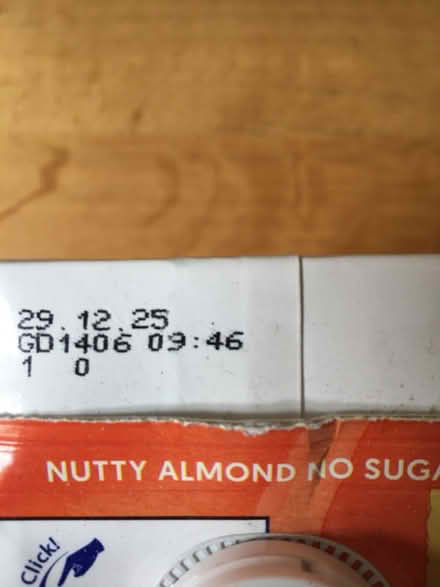 29.12.25
GD1406 09:46
1 0
NUTTY ALMOND NO SUGA
Click!